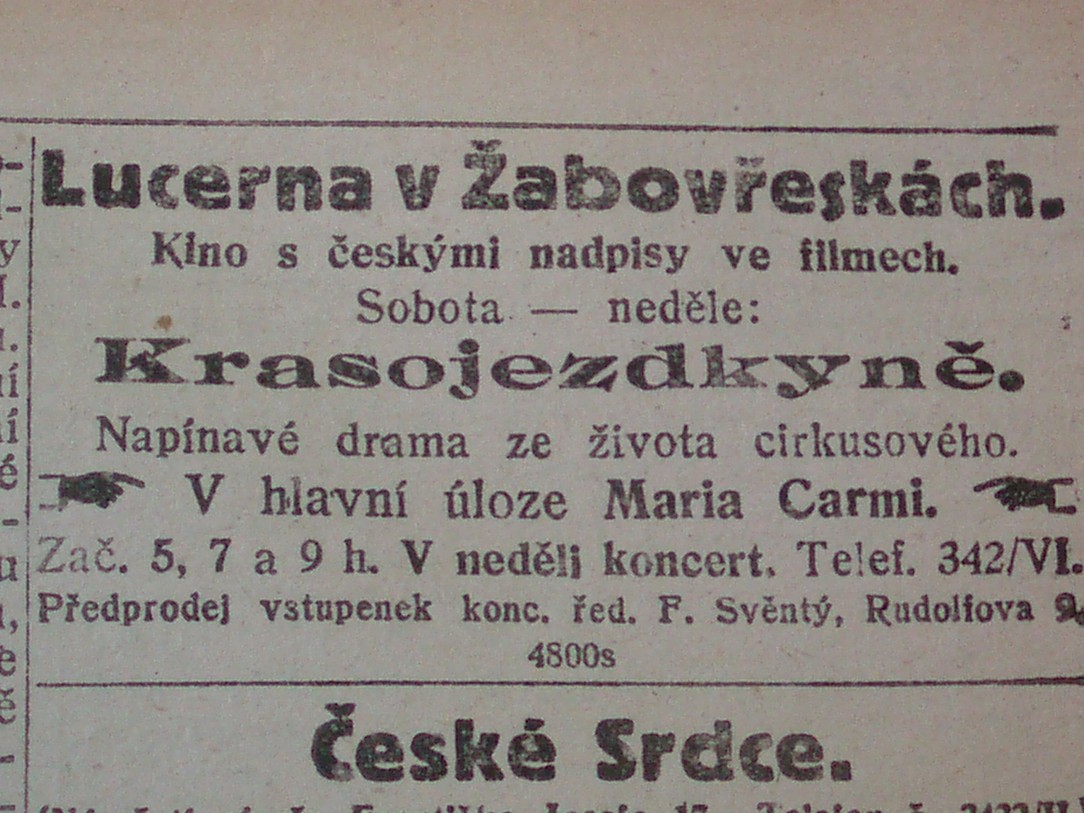 Lucerna v Žabovřeskách.
Kino s českými nadpisy ve filmech.
Sobota — neděle:
Krasojezdkyně.
Napínavé drama ze života cirkusového.
V hlavní úloze Maria Carmi.
Zač. 5, 7 a 9 h. V neděli koncert. Telef. 342/VI.
Předprodej vstupenek konc. řed. F. Svěntý, Rudolfova 9.
4800s
České Srdce.